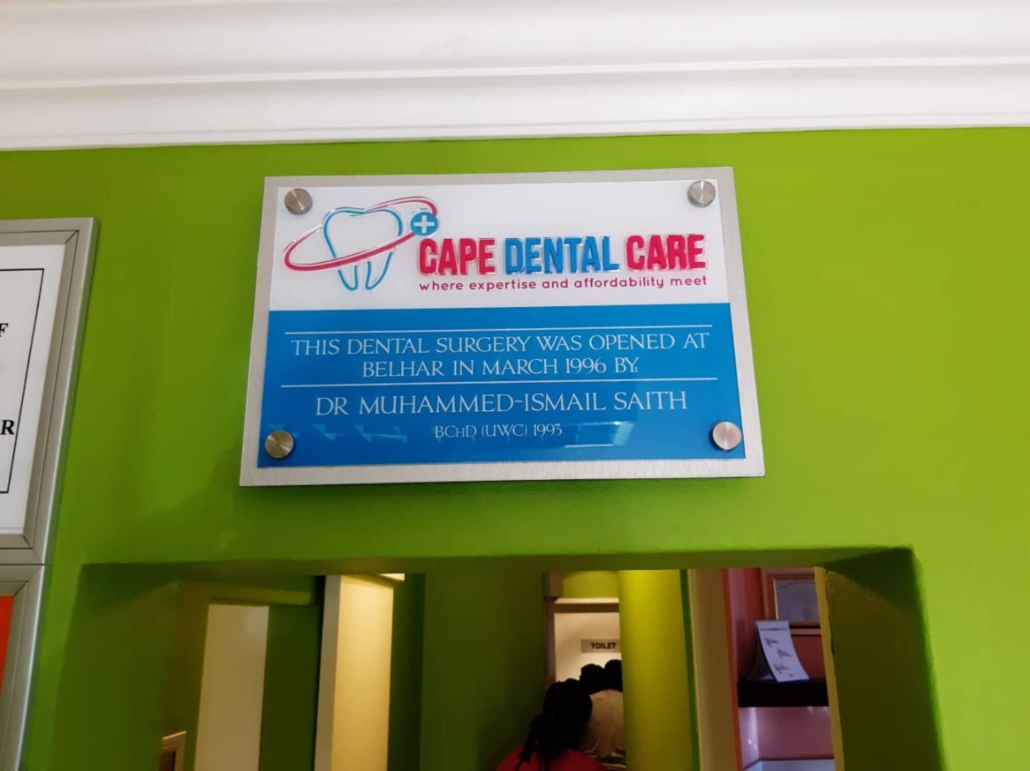 CAPE DENTAL CARE
where expertise and affordability meet
THIS DENTAL SURGERY WAS OPENED AT
BELHAR IN MARCH 1996 BY:
DR MUHAMMED-ISMAIL SAITH
BCHD (UWC) 1993
F
R
TOILET